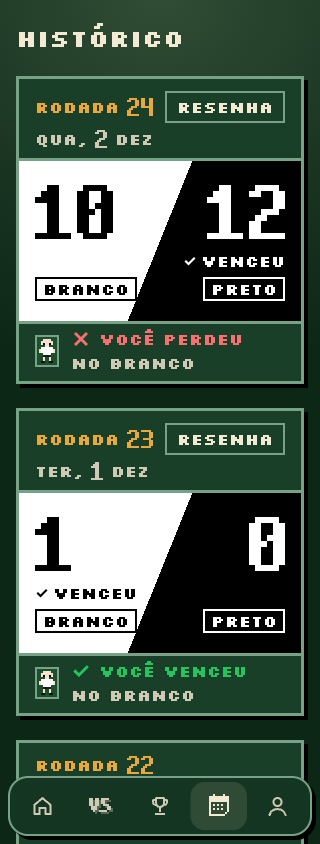 HISTÓRICO
RODADA 24 RESENHA
QUA, 2 DEZ
10 12
✓ VENCEU
BRANCO PRETO
✕ VOCÊ PERDEU
NO BRANCO
RODADA 23 RESENHA
TER, 1 DEZ
1 0
✓ VENCEU
BRANCO PRETO
✓ VOCÊ VENCEU
NO BRANCO
RODADA 22
VS